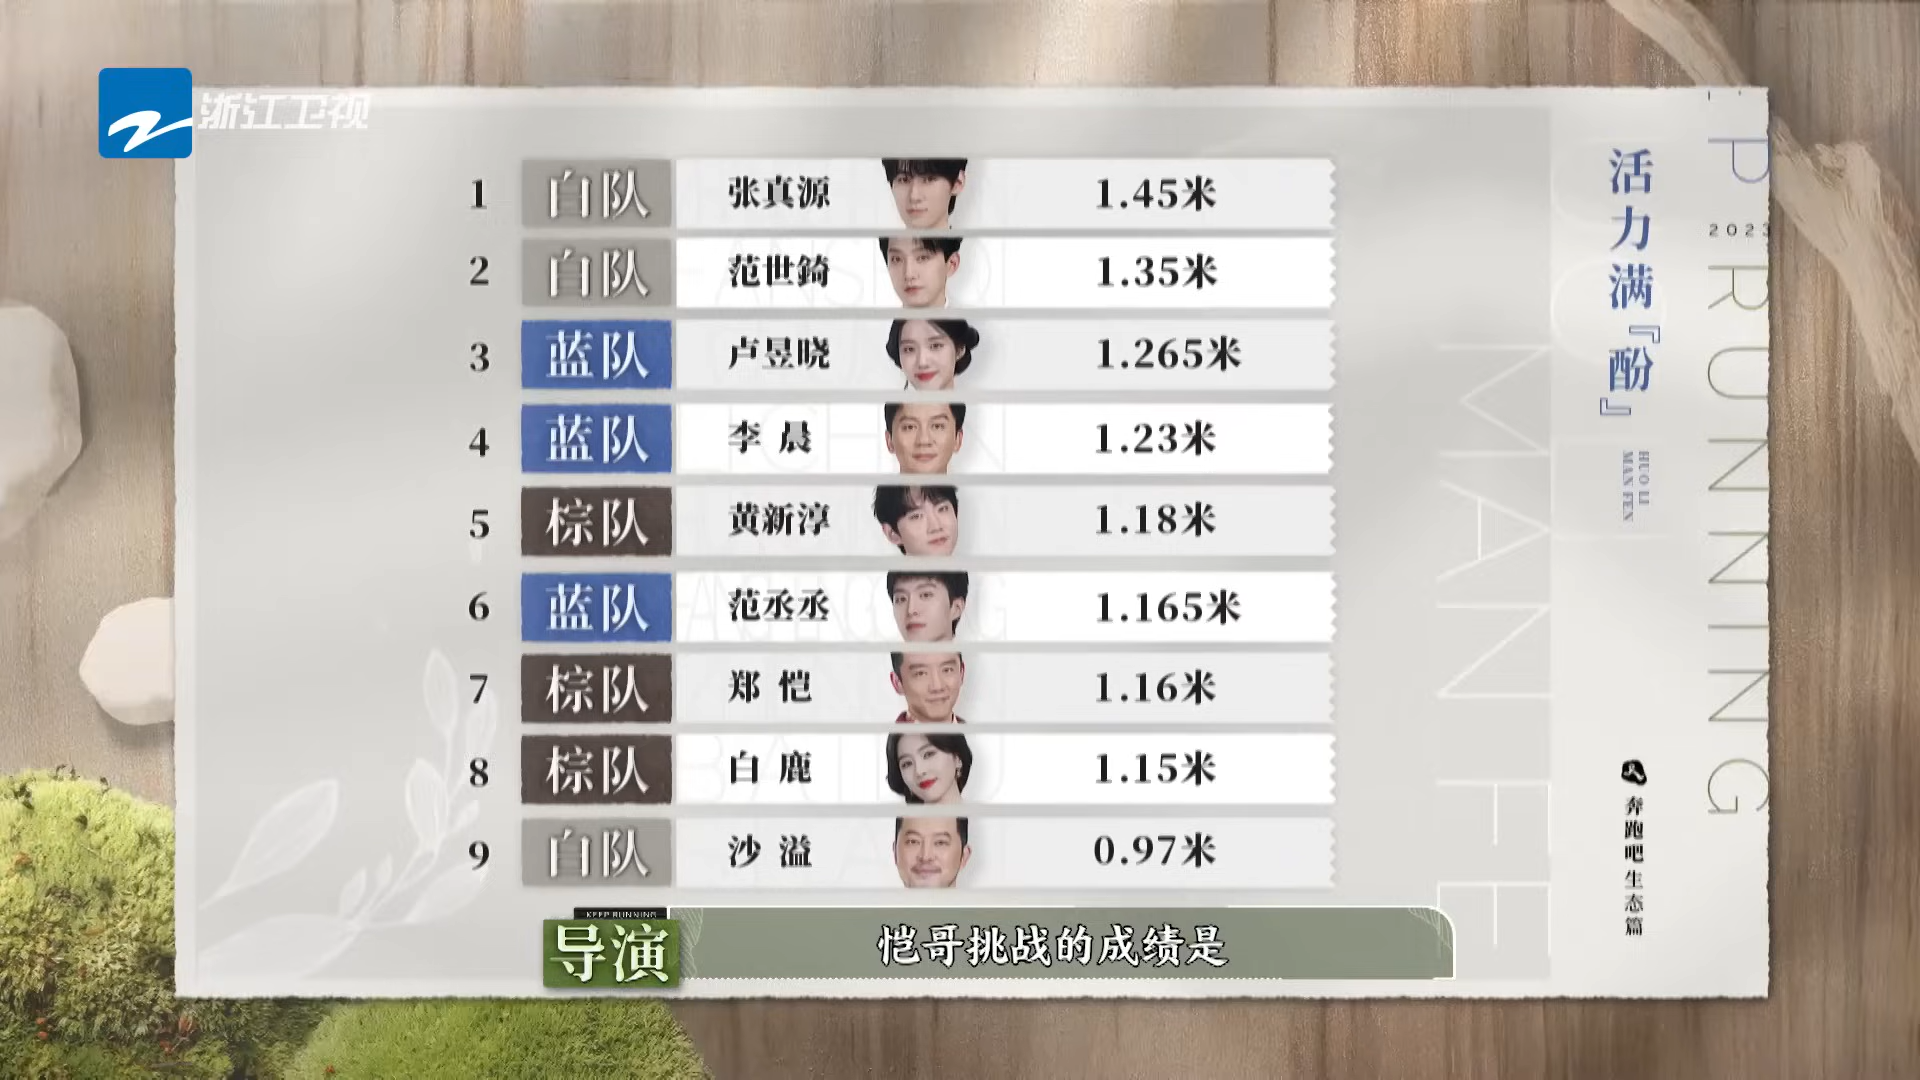 浙江卫视
1 白队 张真源 1.45米
2 白队 范世錡 1.35米
3 蓝队 卢昱晓 1.265米
4 蓝队 李晨 1.23米
5 棕队 黄新淳 1.18米
6 蓝队 范丞丞 1.165米
7 棕队 郑恺 1.16米
8 棕队 白鹿 1.15米
9 白队 沙溢 0.97米
KEEP RUNNING
导演 恺哥挑战的成绩是
活力满『酚』
HUO LI
MAN FEN
奔跑吧生态篇
2023
P RUNNING
MAN FE